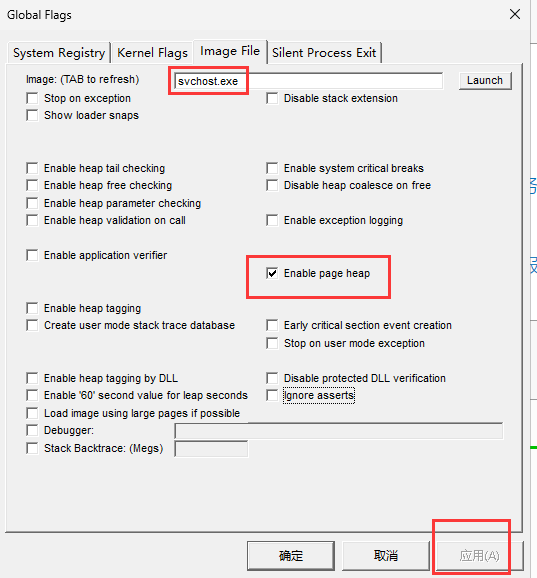 Global Flags
System Registry Kernel Flags Image File Silent Process Exit
Image: (TAB to refresh) svchost.exe Launch
Stop on exception Disable stack extension
Show loader snaps
Enable heap tail checking Enable system critical breaks
Enable heap free checking Disable heap coalesce on free
Enable heap parameter checking
Enable heap validation on call Enable exception logging
Enable application verifier
Enable page heap
Enable heap tagging
Create user mode stack trace database Early critical section event creation
Stop on user mode exception
Enable heap tagging by DLL Disable protected DLL verification
Enable '60' second value for leap seconds Ignore asserts
Load image using large pages if possible
Debugger:
Stack Backtrace: (Megs)
确定 取消 应用(A)